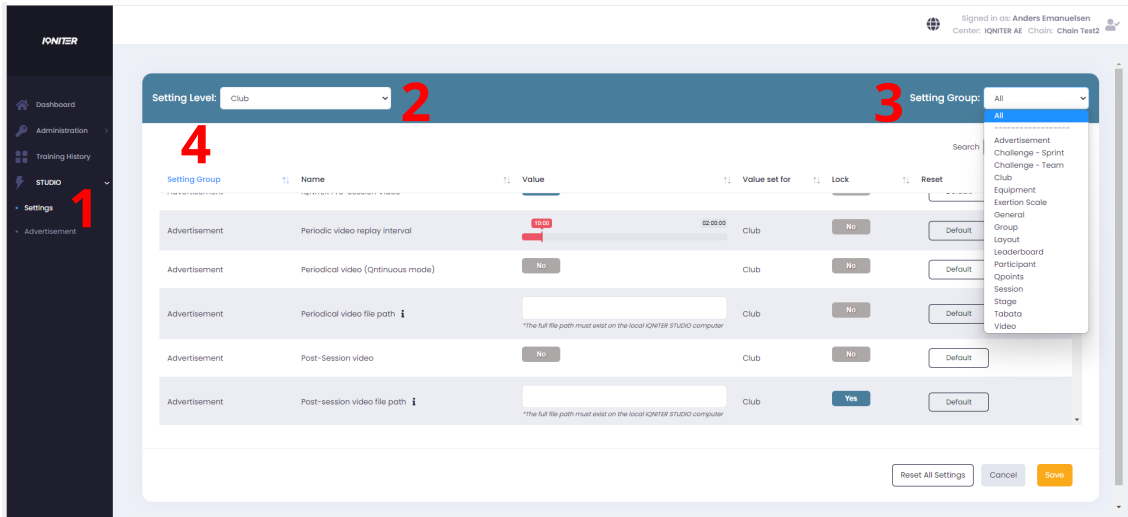 IQNITER
Signed in as: Anders Emanuelsen
Center: IQNITER AE Chain: Chain Test2
Dashboard
Administration
Training History
STUDIO
Settings
Advertisement
1
Setting Level: Club
2
3
Setting Group: All
All
-------------------
Advertisement
Challenge - Sprint
Challenge - Team
Club
Equipment
Exertion Scale
General
Group
Layout
Leaderboard
Participant
Qpoints
Session
Stage
Tabata
Video
4
Search
Setting Group Name Value Value set for Lock Reset
Advertisement IQNITER Pre-Session video Default
Advertisement Periodic video replay interval 10:00 02:00:00 Club No Default
Advertisement Periodical video (Qntinuous mode) No Club No Default
Advertisement Periodical video file path i Club No Default
*The full file path must exist on the local IQNITER STUDIO computer
Advertisement Post-Session video No Club No Default
Advertisement Post-session video file path i Club Yes Default
*The full file path must exist on the local IQNITER STUDIO computer
Reset All Settings Cancel Save